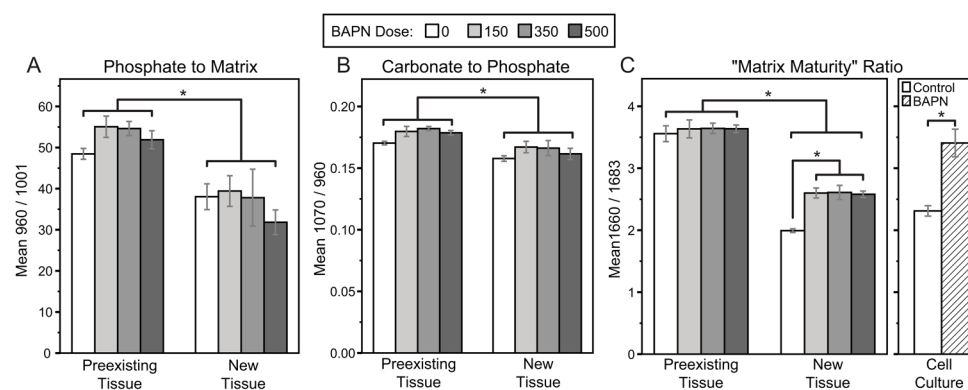 BAPN Dose: 0 150 350 500
A Phosphate to Matrix
Mean 960 / 1001
60
50
40
30
20
10
0
*
Preexisting
Tissue
New
Tissue
B Carbonate to Phosphate
Mean 1070 / 960
0.20
0.15
0.10
0.05
0.00
*
Preexisting
Tissue
New
Tissue
C "Matrix Maturity" Ratio
Mean1660 / 1683
4
3
2
1
0
*
*
Preexisting
Tissue
New
Tissue
Control
BAPN
*
Cell
Culture